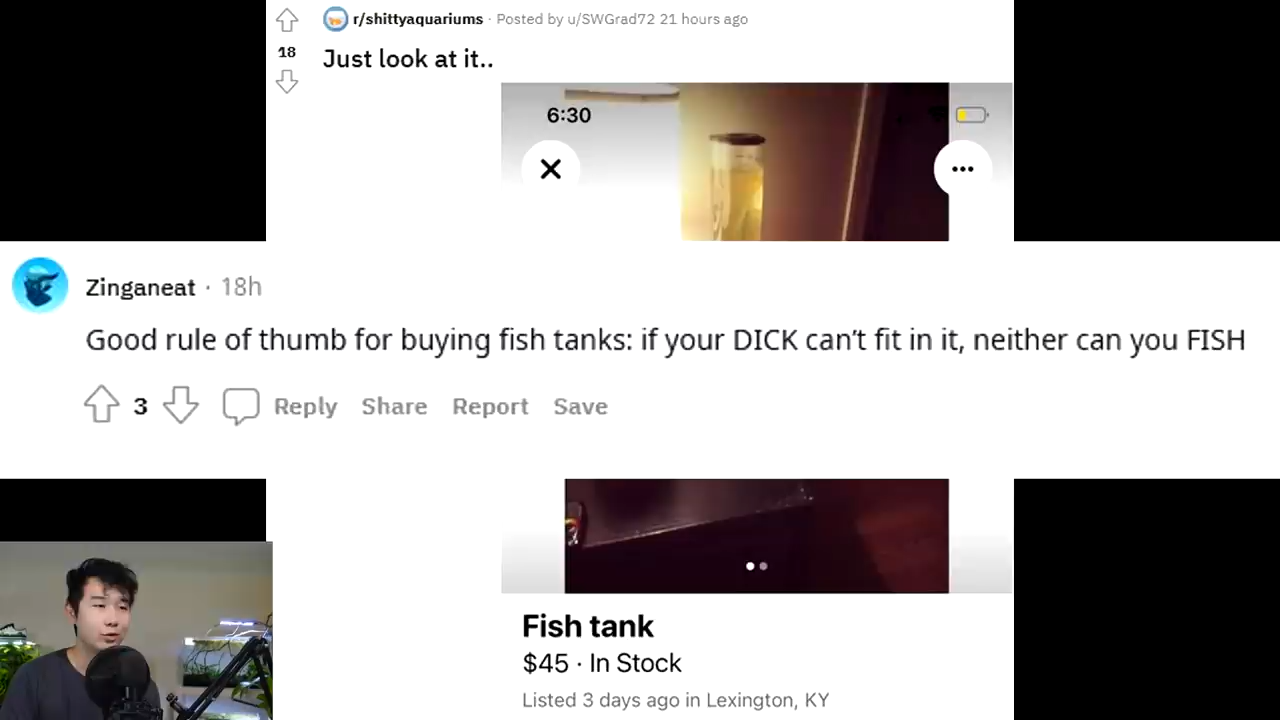 r/shittyaquariums · Posted by u/SWGrad72 21 hours ago
18
Just look at it..
6:30
Zinganeat · 18h
Good rule of thumb for buying fish tanks: if your DICK can't fit in it, neither can you FISH
3 Reply Share Report Save
Fish tank
$45 · In Stock
Listed 3 days ago in Lexington, KY